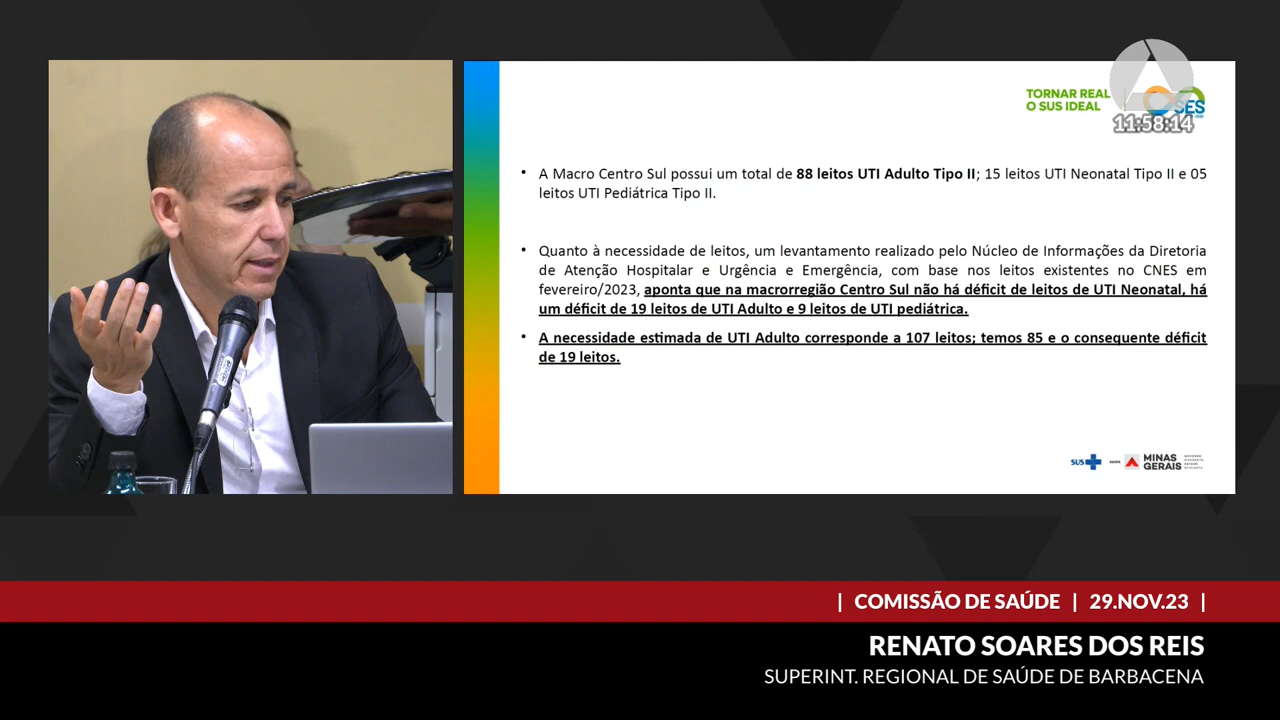 TORNAR REAL
O SUS IDEAL
SES
11:58:14
• A Macro Centro Sul possui um total de 88 leitos UTI Adulto Tipo II; 15 leitos UTI Neonatal Tipo II e 05
leitos UTI Pediátrica Tipo II.
• Quanto à necessidade de leitos, um levantamento realizado pelo Núcleo de Informações da Diretoria
de Atenção Hospitalar e Urgência e Emergência, com base nos leitos existentes no CNES em
fevereiro/2023, aponta que na macrorregião Centro Sul não há déficit de leitos de UTI Neonatal, há
um déficit de 19 leitos de UTI Adulto e 9 leitos de UTI pediátrica.
• A necessidade estimada de UTI Adulto corresponde a 107 leitos; temos 85 e o consequente déficit
de 19 leitos.
SUS
SAÚDE
MINAS
GERAIS
| COMISSÃO DE SAÚDE | 29.NOV.23 |
RENATO SOARES DOS REIS
SUPERINT. REGIONAL DE SAÚDE DE BARBACENA